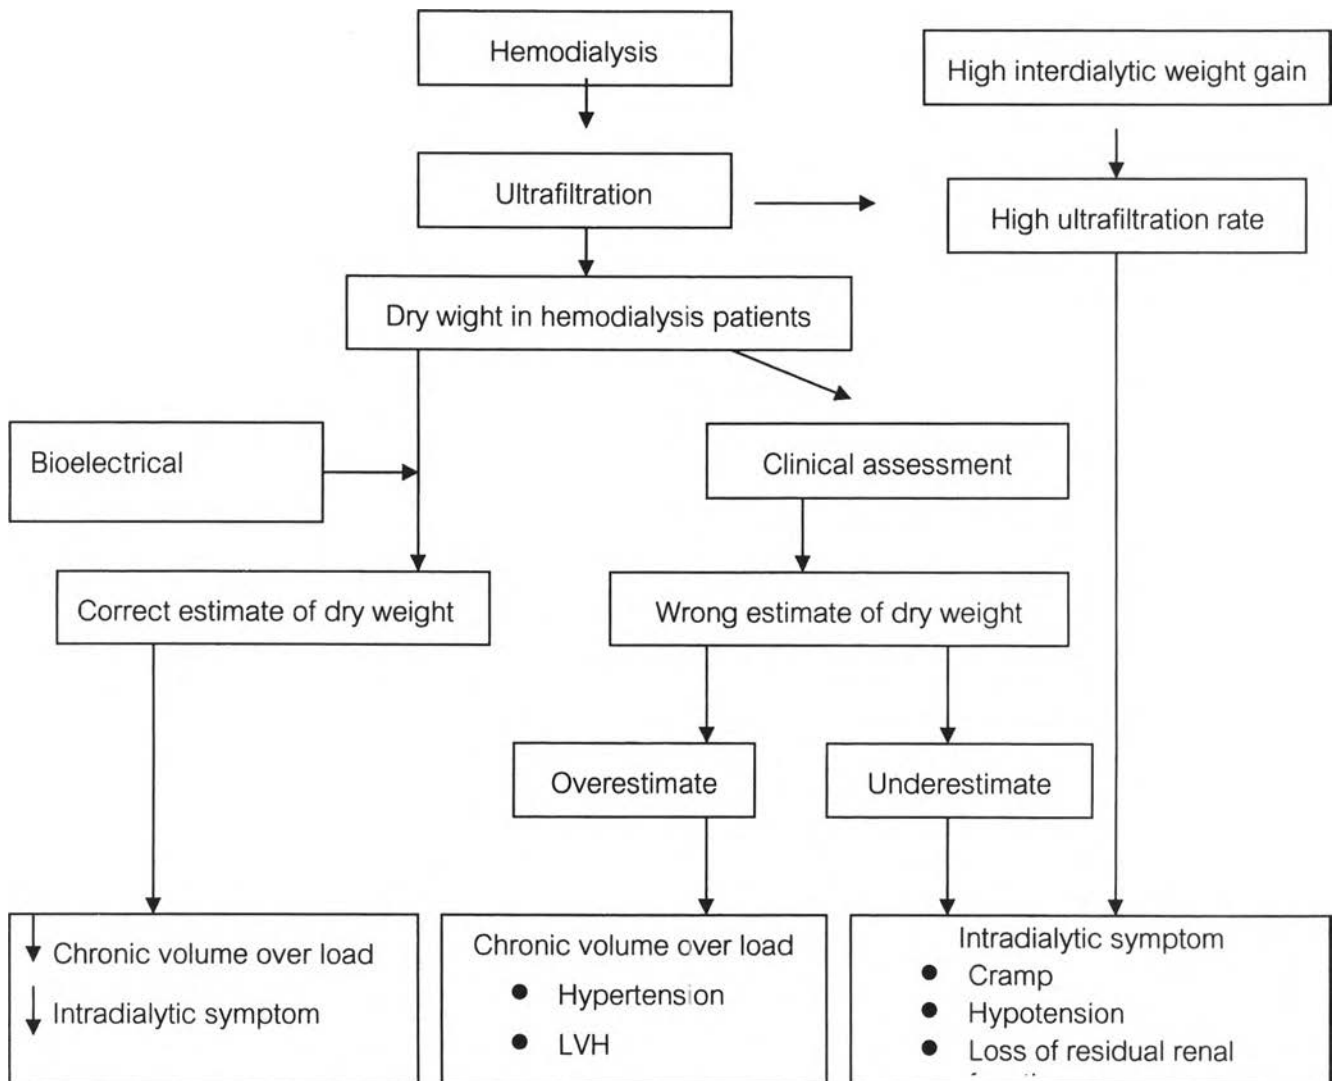 Hemodialysis
High interdialytic weight gain
Ultrafiltration
High ultrafiltration rate
Dry wight in hemodialysis patients
Bioelectrical
Clinical assessment
Correct estimate of dry weight
Wrong estimate of dry weight
Overestimate
Underestimate
Chronic volume over load
Intradialytic symptom
Chronic volume over load
● Hypertension
● LVH
Intradialytic symptom
● Cramp
● Hypotension
● Loss of residual renal